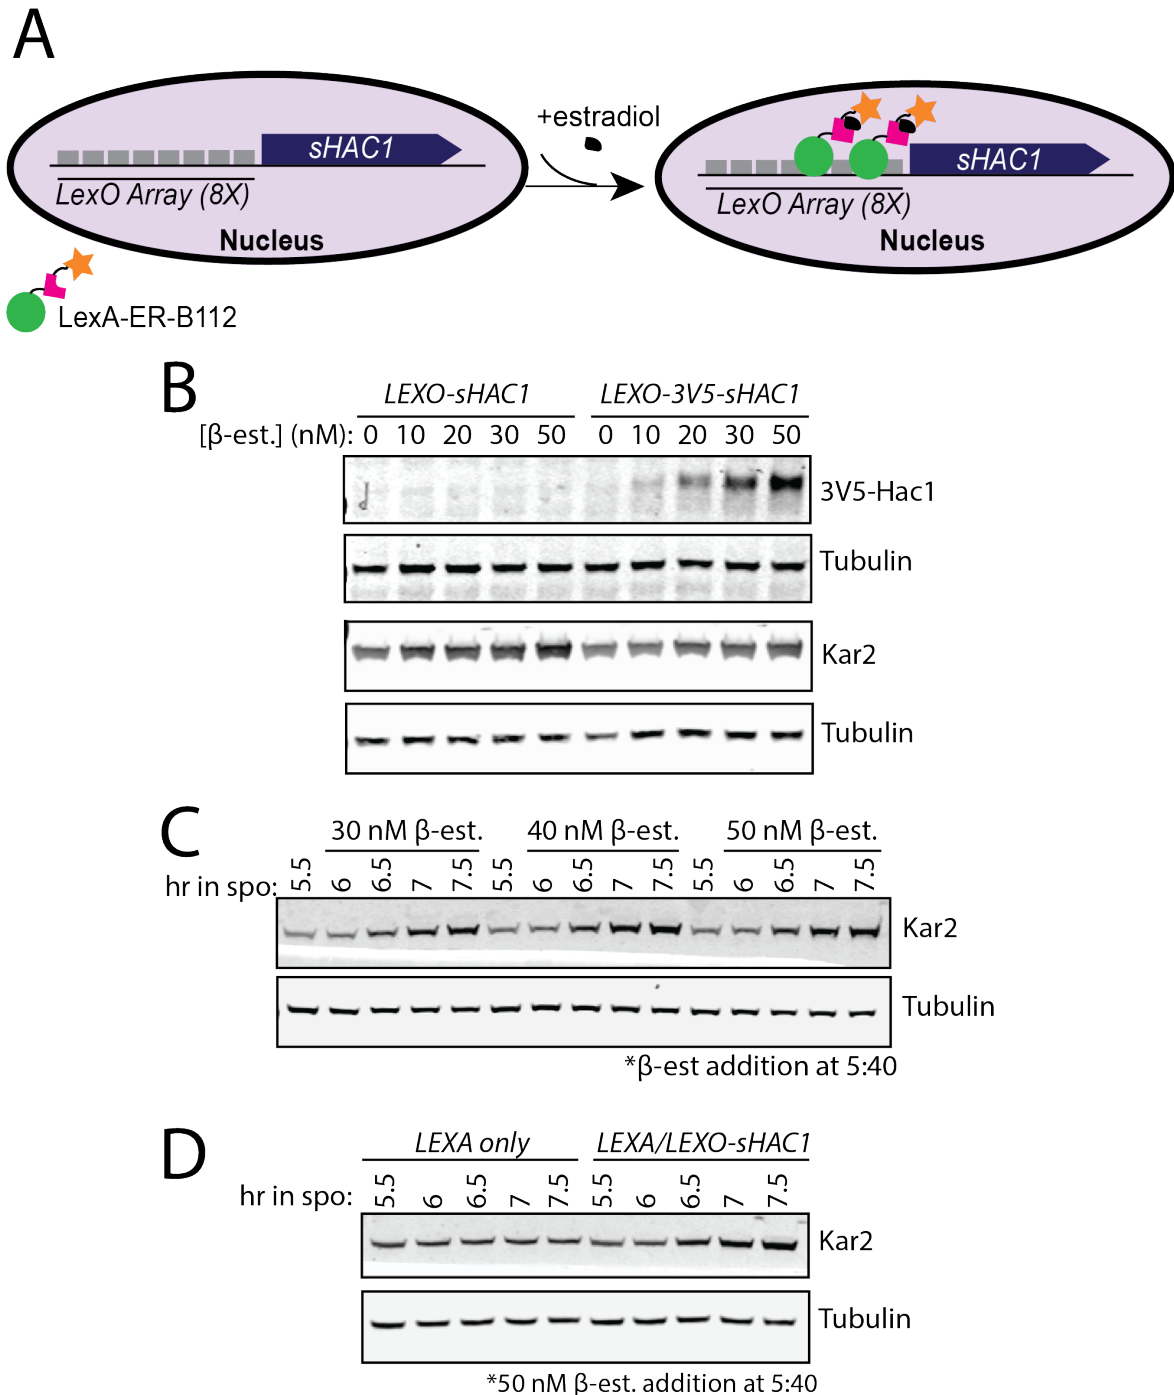 A
sHAC1
LexO Array (8X)
Nucleus
LexA-ER-B112
+estradiol
sHAC1
LexO Array (8X)
Nucleus
B
LEXO-sHAC1 LEXO-3V5-sHAC1
[β-est.] (nM): 0 10 20 30 50 0 10 20 30 50
3V5-Hac1
Tubulin
Kar2
Tubulin
C
30 nM β-est. 40 nM β-est. 50 nM β-est.
hr in spo: 5.5 6 6.5 7 7.5 5.5 6 6.5 7 7.5 5.5 6 6.5 7 7.5
Kar2
Tubulin
*β-est addition at 5:40
D
LEXA only LEXA/LEXO-sHAC1
hr in spo: 5.5 6 6.5 7 7.5 5.5 6 6.5 7 7.5
Kar2
Tubulin
*50 nM β-est. addition at 5:40